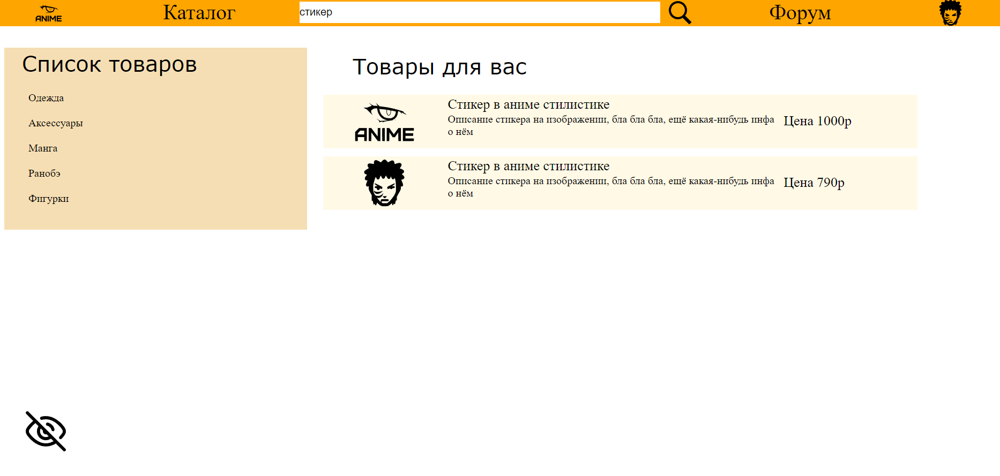 ANIME
Каталог
стикер
Форум
Список товаров
Одежда
Аксессуары
Манга
Ранобэ
Фигурки
Товары для вас
ANIME
Стикер в аниме стилистике
Описание стикера на изображении, бла бла бла, ещё какая-нибудь инфа
о нём
Цена 1000р
Стикер в аниме стилистике
Описание стикера на изображении, бла бла бла, ещё какая-нибудь инфа
о нём
Цена 790р